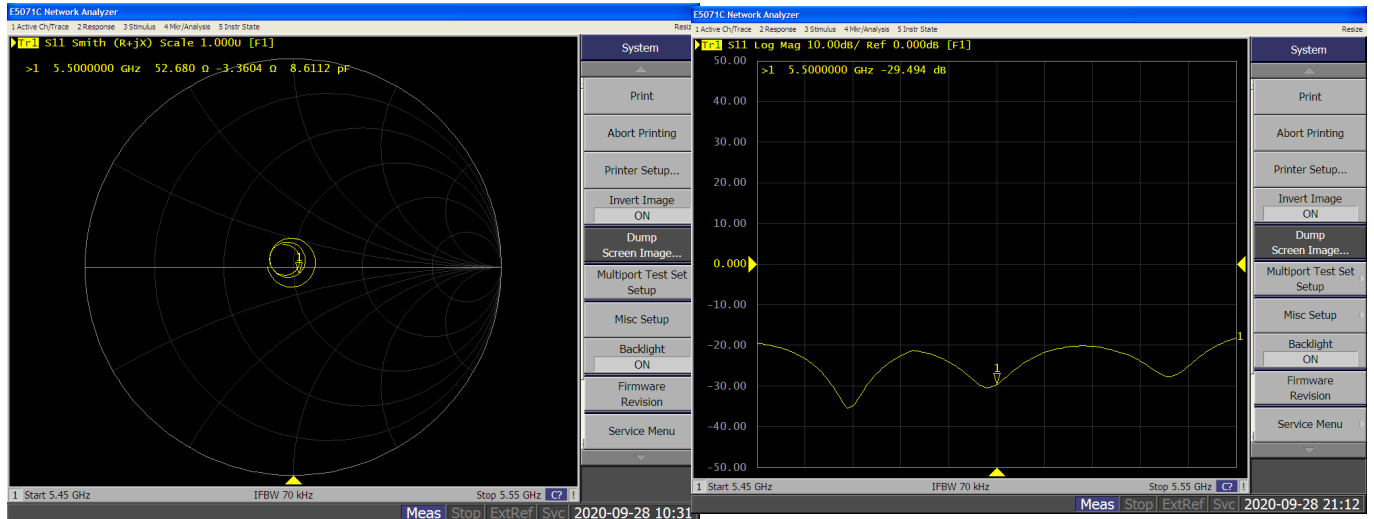 E5071C Network Analyzer
1 Active Ch/Trace 2 Response 3 Stimulus 4 Mkr/Analysis 5 Instr State Resi
Tr1 S11 Smith (R+jX) Scale 1.000U [F1]
>1 5.5000000 GHz 52.680 Ω -3.3604 Ω 8.6112 pF
1
System
Print
Abort Printing
Printer Setup...
Invert Image
ON
Dump
Screen Image...
Multiport Test Set
Setup
Misc Setup
Backlight
ON
Firmware
Revision
Service Menu
1 Start 5.45 GHz IFBW 70 kHz Stop 5.55 GHz C? !
Meas Stop ExtRef Svc 2020-09-28 10:31
E5071C Network Analyzer
1 Active Ch/Trace 2 Response 3 Stimulus 4 Mkr/Analysis 5 Instr State Resize
Tr1 S11 Log Mag 10.00dB/ Ref 0.000dB [F1]
50.00
>1 5.5000000 GHz -29.494 dB
40.00
30.00
20.00
10.00
0.000
-10.00
-20.00
1
-30.00
1
-40.00
-50.00
System
Print
Abort Printing
Printer Setup...
Invert Image
ON
Dump
Screen Image...
Multiport Test Set
Setup
Misc Setup
Backlight
ON
Firmware
Revision
Service Menu
1 Start 5.45 GHz IFBW 70 kHz Stop 5.55 GHz C? !
Meas Stop ExtRef Svc 2020-09-28 21:12